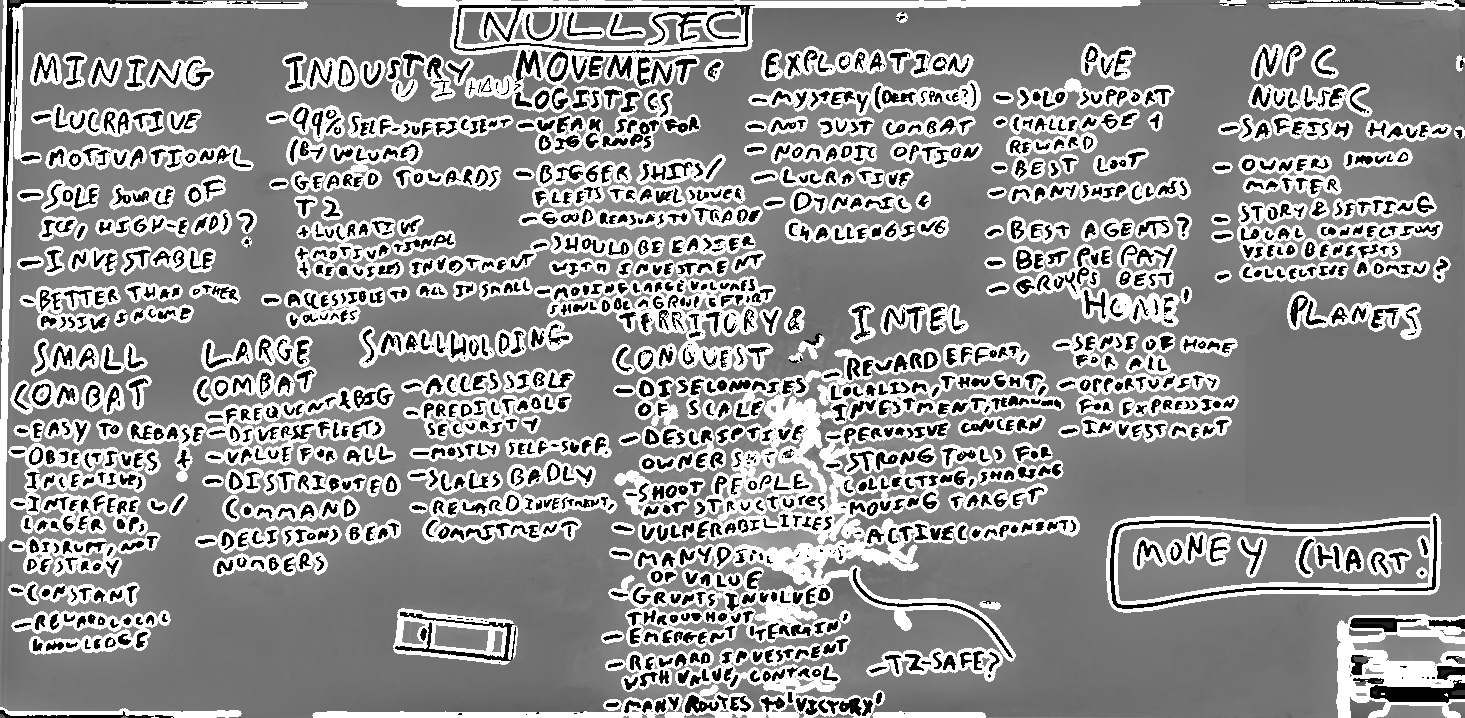 NULLSEC
MINING
-LUCRATIVE
-MOTIVATIONAL
-SOLE SOURCE OF
ICE, HIGH-ENDS?
-INVESTABLE
-BETTER THAN OTHER
PASSIVE INCOME
INDUSTRY
-99% SELF-SUFFICIENT
(BY VOLUME)
-GEARED TOWARDS
T2
+LUCRATIVE
+MOTIVATIONAL
+REQUIRES INVESTMENT
-ACCESSIBLE TO ALL IN SMALL
VOLUMES
MOVEMENT &
LOGISTICS
-WEAK SPOT FOR
BIG GROUPS
-BIGGER SHIPS/
FLEETS TRAVEL SLOWER
-GOOD REASONS TO TRADE
-SHOULD BE EASIER
WITH INVESTMENT
-MOVING LARGE VOLUMES
SHOULD BE A GROUP EFFORT
EXPLORATION
-MYSTERY (DEEP SPACE?)
-NOT JUST COMBAT
-NOMADIC OPTION
-LUCRATIVE
-DYNAMIC &
CHALLENGING
PVE
-SOLO SUPPORT
-CHALLENGE &
REWARD
-BEST LOOT
-MANY SHIP CLASS
-BEST AGENTS?
-BEST PVE PAY
-GROUPS BEST
NPC
NULLSEC
-SAFEISH HAVEN
-OWNERS SHOULD
MATTER
-STORY & SETTING
-LOCAL CONNECTIONS
YIELD BENEFITS
-COLLECTIVE ADMIN?
SMALL
COMBAT
-EASY TO REBASE
-OBJECTIVES &
INCENTIVES
-INTERFERE W/
LARGER OPS
-DISRUPT, NOT
DESTROY
-CONSTANT
-REWARD LOCAL
KNOWLEDGE
LARGE
COMBAT
-FREQUENT & BIG
-DIVERSE FLEETS
-VALUE FOR ALL
-DISTRIBUTED
COMMAND
-DECISIONS BEAT
NUMBERS
SMALLHOLDING
-ACCESSIBLE
-PREDICTABLE
SECURITY
-MOSTLY SELF-SUFF.
-SCALES BADLY
-REWARD INVESTMENT,
COMMITMENT
TERRITORY &
CONQUEST
-DISECONOMIES
OF SCALE
-DESCRIPTIVE
OWNERSHIP
-SHOOT PEOPLE
NOT STRUCTURES
-VULNERABILITIES
-MANY
OF VALUE
-GRUNTS INVOLVED
THROUGHOUT
-EMERGENT 'TERRAIN'
-REWARD INVESTMENT
WITH VALUE, CONTROL
-MANY ROUTES TO 'VICTORY'
INTEL
-REWARD EFFORT,
LOCALISM, THOUGHT,
INVESTMENT,
-PERVASIVE CONCERN
-STRONG TOOLS FOR
COLLECTING, SHARING
-MOVING TARGET
-ACTIVE COMPONENTS
-TZ-SAFE?
'HOME'
-SENSE OF HOME
FOR ALL
-OPPORTUNITY
FOR EXPRESSION
-INVESTMENT
PLANETS
MONEY CHART!